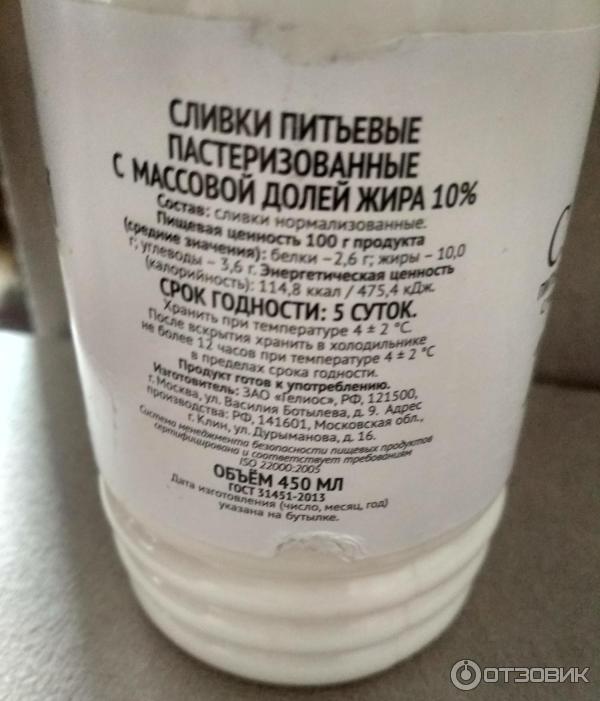 СЛИВКИ ПИТЬЕВЫЕ
ПАСТЕРИЗОВАННЫЕ
С МАССОВОЙ ДОЛЕЙ ЖИРА 10%
Состав: сливки нормализованные.
Пищевая ценность 100 г продукта
(средние значения): белки – 2,6 г; жиры – 10,0
г; углеводы – 3,6 г. Энергетическая ценность
(калорийность): 114,8 ккал / 475,4 кДж.
СРОК ГОДНОСТИ: 5 СУТОК.
Хранить при температуре 4 ± 2 °C.
После вскрытия хранить в холодильнике
не более 12 часов при температуре 4 ± 2 °C
в пределах срока годности.
Продукт готов к употреблению.
Изготовитель: ЗАО «Гелиос», РФ, 121500,
г. Москва, ул. Василия Ботылева, д. 9. Адрес
производства: РФ, 141601, Московская обл.,
г. Клин, ул. Дурыманова, д. 16.
Система менеджмента безопасности пищевых продуктов
сертифицирована и соответствует требованиям
ISO 22000:2005
ОБЪЁМ 450 МЛ
ГОСТ 31451-2013
Дата изготовления (число, месяц, год)
указана на бутылке.
ОТЗОВИК